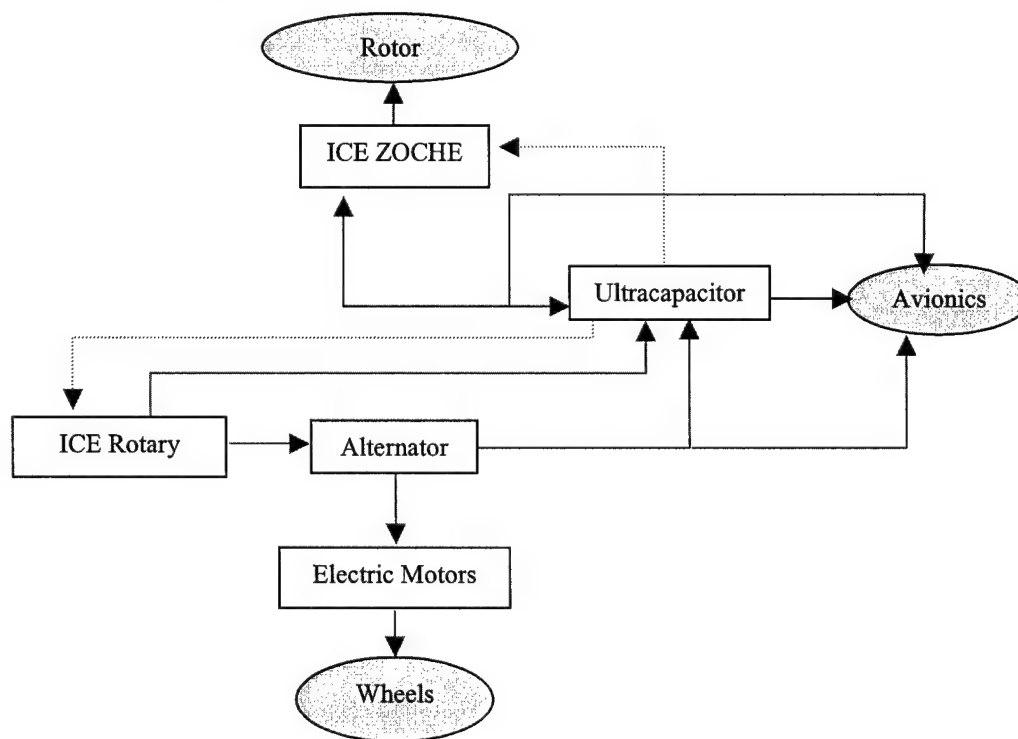 Rotor
ICE ZOCHE
Ultracapacitor
Avionics
ICE Rotary
Alternator
Electric Motors
Wheels